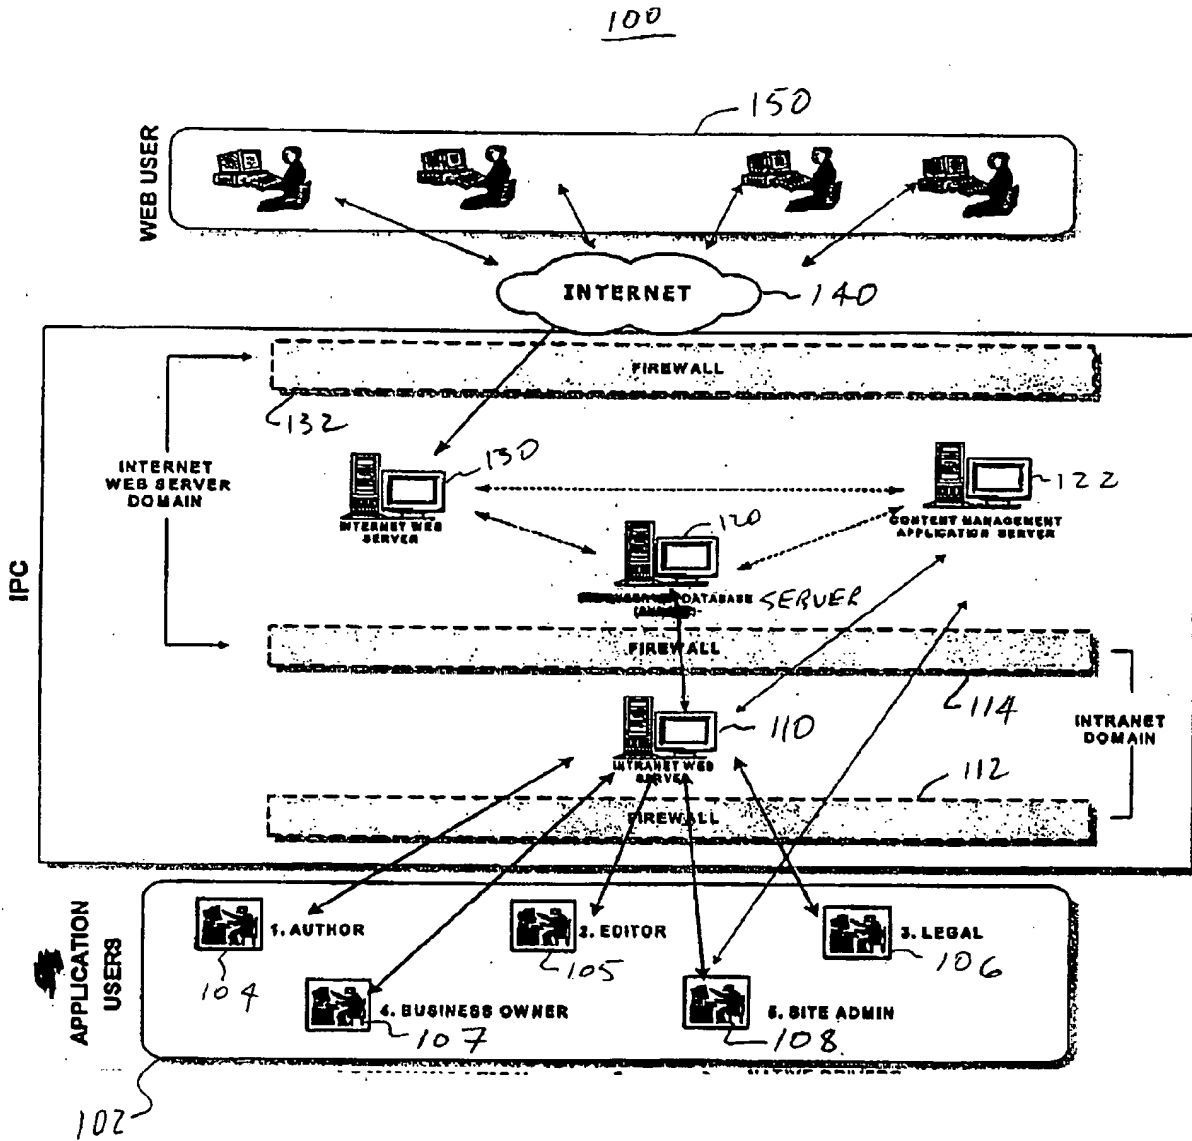 100
150
WEB USER
INTERNET
140
FIREWALL
132
130
122
INTERNET
WEB SERVER
DOMAIN
INTERNET WEB
SERVER
120
CONTENT MANAGEMENT
APPLICATION SERVER
IPC
DATABASE SERVER
FIREWALL
114
110
INTRANET
DOMAIN
INTRANET WEB
SERVER
112
FIREWALL
1. AUTHOR
2. EDITOR
3. LEGAL
104
105
106
APPLICATION
USERS
4. BUSINESS OWNER
5. SITE ADMIN
107
108
NATIVE DRIVERS
102